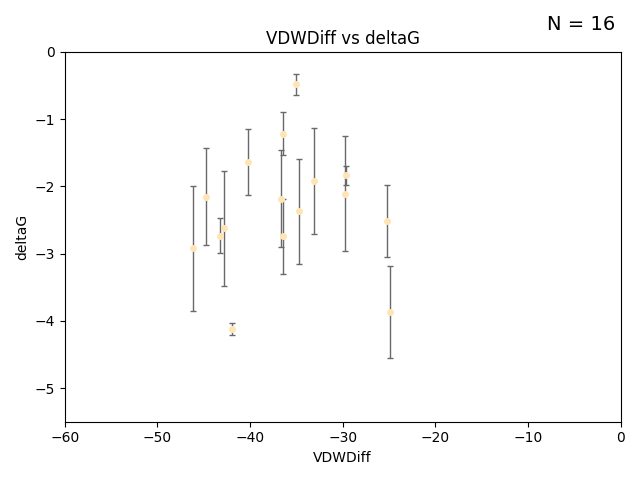 N = 16
VDWDiff vs deltaG
0
−1
−2
−3
−4
−5
deltaG
−60 −50 −40 −30 −20 −10 0
VDWDiff